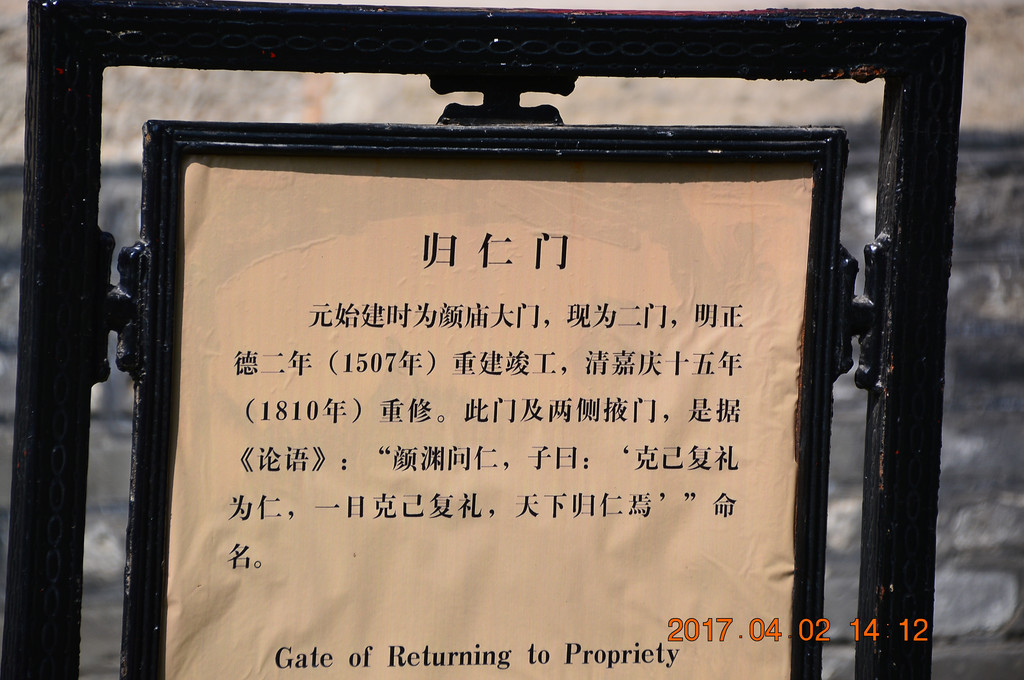 归仁门
元始建时为颜庙大门，现为二门，明正
德二年（1507年）重建竣工，清嘉庆十五年
（1810年）重修。此门及两侧掖门，是据
《论语》：“颜渊问仁，子曰：‘克己复礼
为仁，一日克己复礼，天下归仁焉’”命
名。
Gate of Returning to Propriety
2017.04.02 14 12